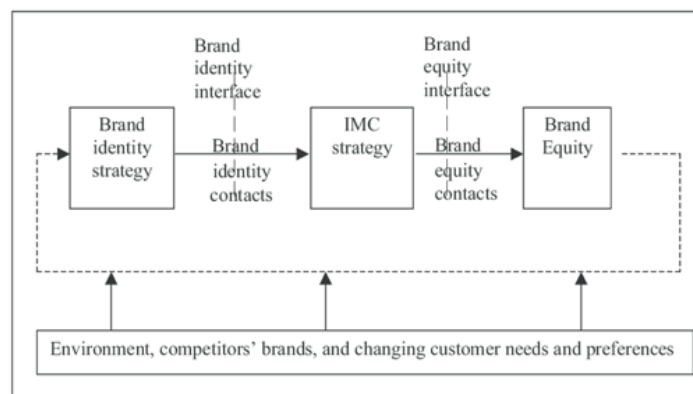 Brand
identity
interface
Brand
equity
interface
Brand
identity
strategy
Brand
identity
contacts
IMC
strategy
Brand
equity
contacts
Brand
Equity
Environment, competitors' brands, and changing customer needs and preferences